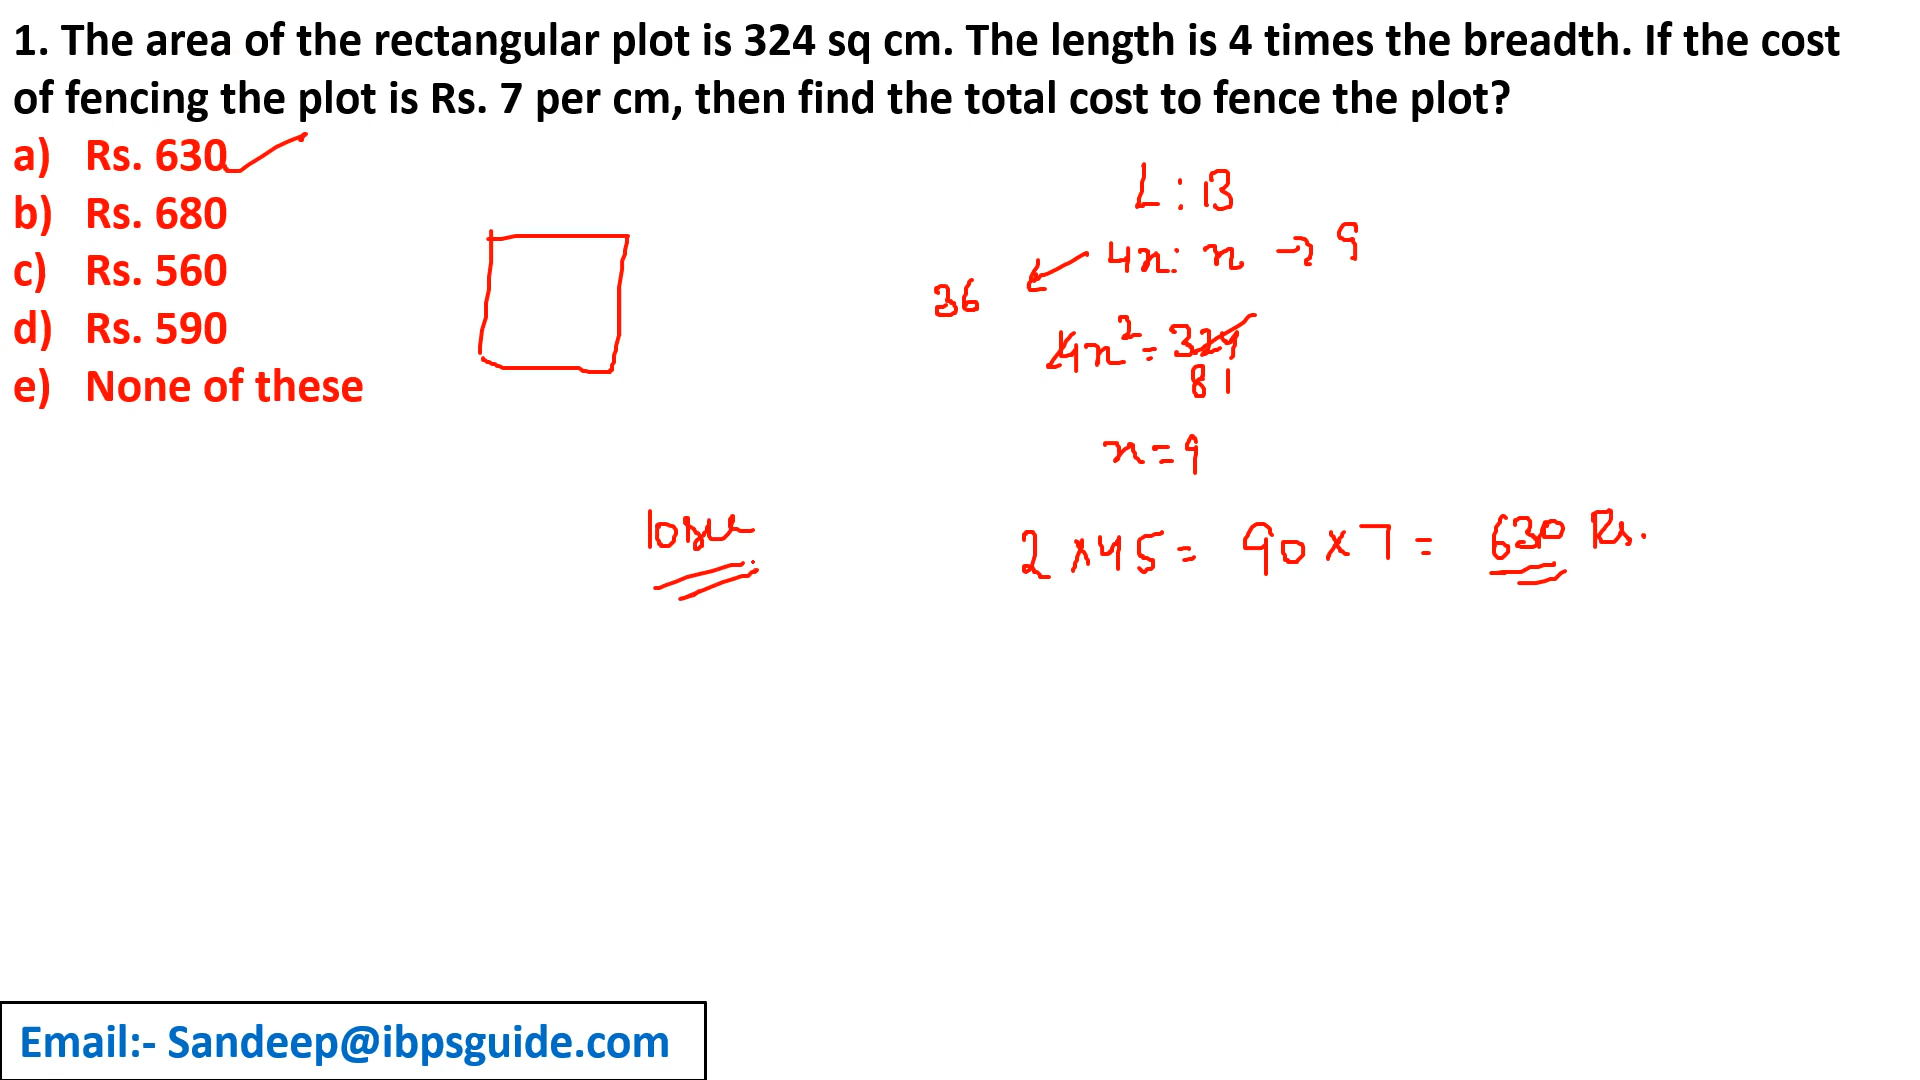 1. The area of the rectangular plot is 324 sq cm. The length is 4 times the breadth. If the cost
of fencing the plot is Rs. 7 per cm, then find the total cost to fence the plot?
a) Rs. 630
b) Rs. 680
c) Rs. 560
d) Rs. 590
e) None of these
L : B
36 4x : x → 9
4x² = 324
81
x = 9
10 sec
2 × 45 = 90 × 7 = 630 Rs.
Email:- Sandeep@ibpsguide.com